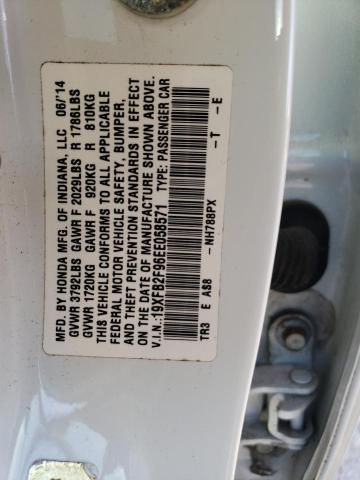 MFD. BY HONDA MFG. OF INDIANA, LLC 06/'14
GVWR 3792LBS GAWR F 2029LBS R 1786LBS
GVWR 1720KG GAWR F 920KG R 810KG
THIS VEHICLE CONFORMS TO ALL APPLICABLE
FEDERAL MOTOR VEHICLE SAFETY, BUMPER,
AND THEFT PREVENTION STANDARDS IN EFFECT
ON THE DATE OF MANUFACTURE SHOWN ABOVE.
V.I.N.:19XFB2F96EE058571 TYPE: PASSENGER CAR
TR3 E AS8 -NH788PX -T -E